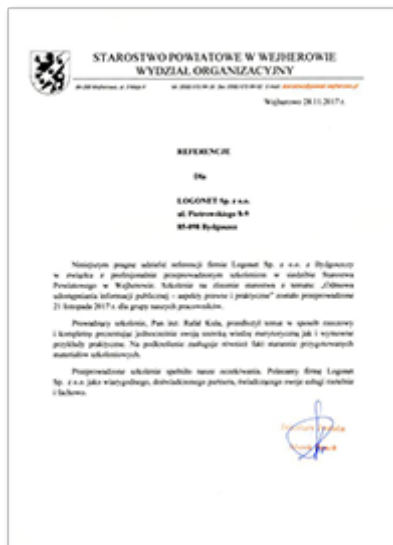 STAROSTWO POWIATOWE W WEJHEROWIE
WYDZIAŁ ORGANIZACYJNY
Wejherowo 28.11.2017 r.
REFERENCJE
Dla
LOGONET Sp. z o.o.
ul. Piotrowskiego 8-9
85-098 Bydgoszcz
Niniejszym pragnę udzielić referencji firmie Logonet Sp. z o.o. z Bydgoszczy
w związku z profesjonalnie przeprowadzonym szkoleniem w siedzibie Starostwa
Powiatowego w Wejherowie. Szkolenie na zlecenie starostwa z tematu: „Odmowa
udostępniania informacji publicznej – aspekty prawne i praktyczne” zostało przeprowadzone
21 listopada 2017 r. dla grupy naszych pracowników.
Prowadzący szkolenie, Pan inż. Rafał Kula, przedłożył temat w sposób rzeczowy
i kompletny prezentując jednocześnie swoją szeroką wiedzę merytoryczną jak i wymowne
przykłady praktyczne. Na podkreślenie zasługuje również fakt starannie przygotowanych
materiałów szkoleniowych.
Przeprowadzone szkolenie spełniło nasze oczekiwania. Polecamy firmę Logonet
Sp. z o.o. jako wiarygodnego, doświadczonego partnera, świadczącego swoje usługi rzetelnie
i fachowo.